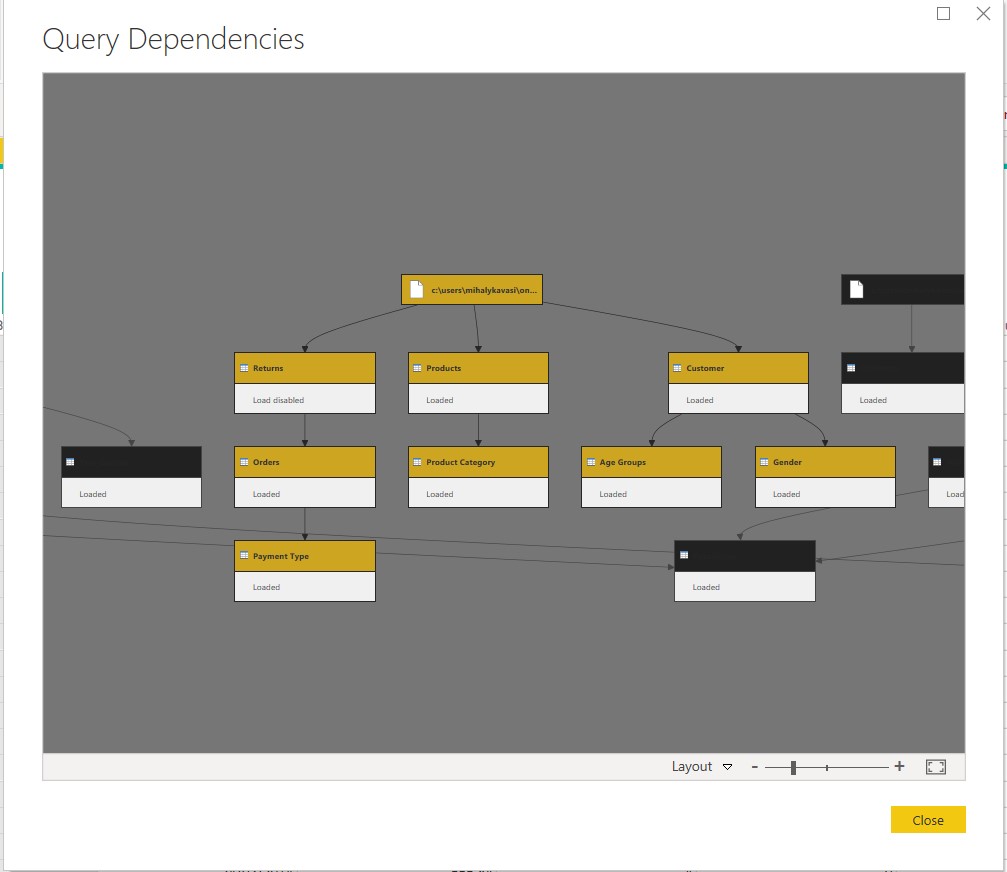 Query Dependencies
c:\users\mihalykavasi\on...
Returns
Load disabled
Products
Loaded
Customer
Loaded
Loaded
Loaded
Orders
Loaded
Product Category
Loaded
Age Groups
Loaded
Gender
Loaded
Load
Payment Type
Loaded
Loaded
Layout
-
+
Close